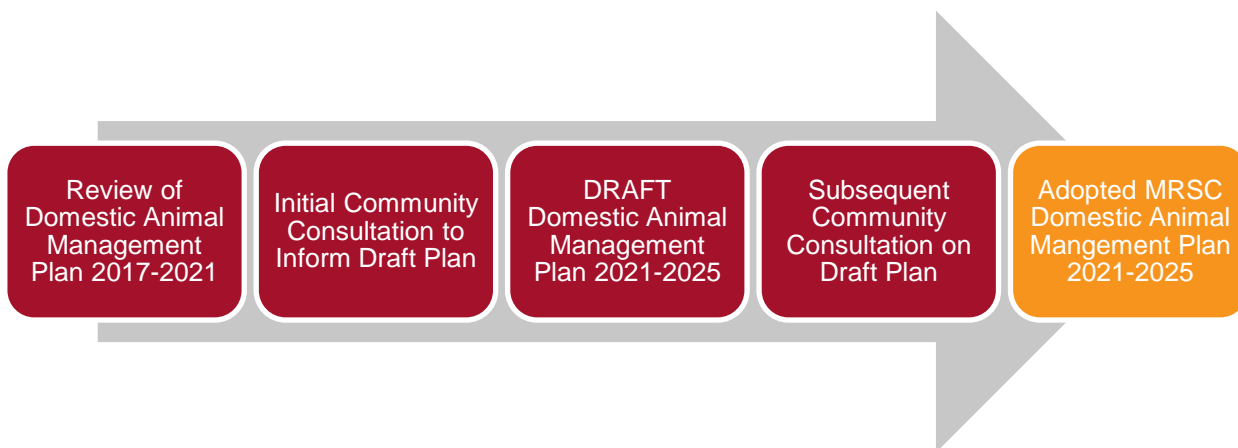 Review of
Domestic Animal
Management
Plan 2017-2021
Initial Community
Consultation to
Inform Draft Plan
DRAFT
Domestic Animal
Management
Plan 2021-2025
Subsequent
Community
Consultation on
Draft Plan
Adopted MRSC
Domestic Animal
Mangement Plan
2021-2025